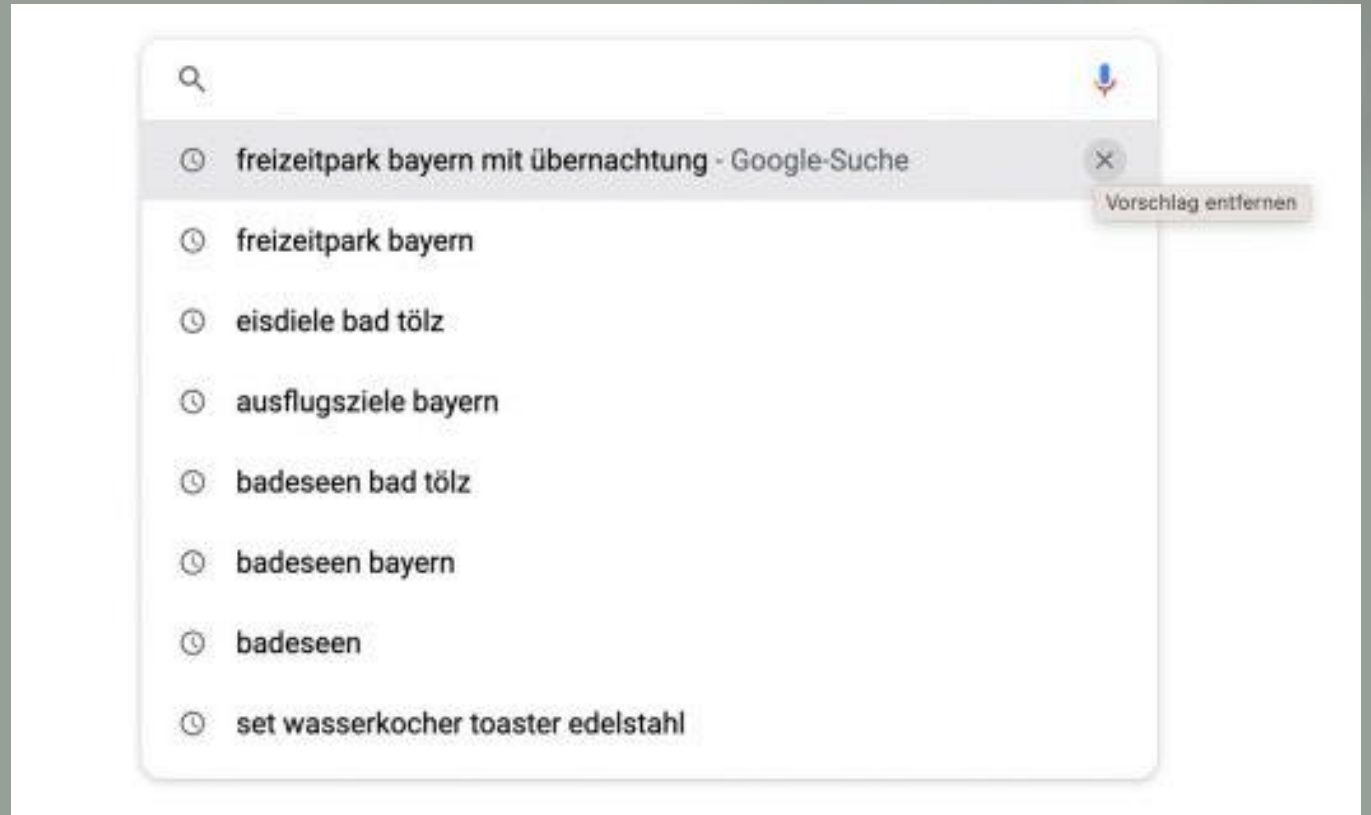 freizeitpark bayern mit übernachtung - Google-Suche
Vorschlag entfernen
freizeitpark bayern
eisdiele bad tölz
ausflugsziele bayern
badeseen bad tölz
badeseen bayern
badeseen
set wasserkocher toaster edelstahl